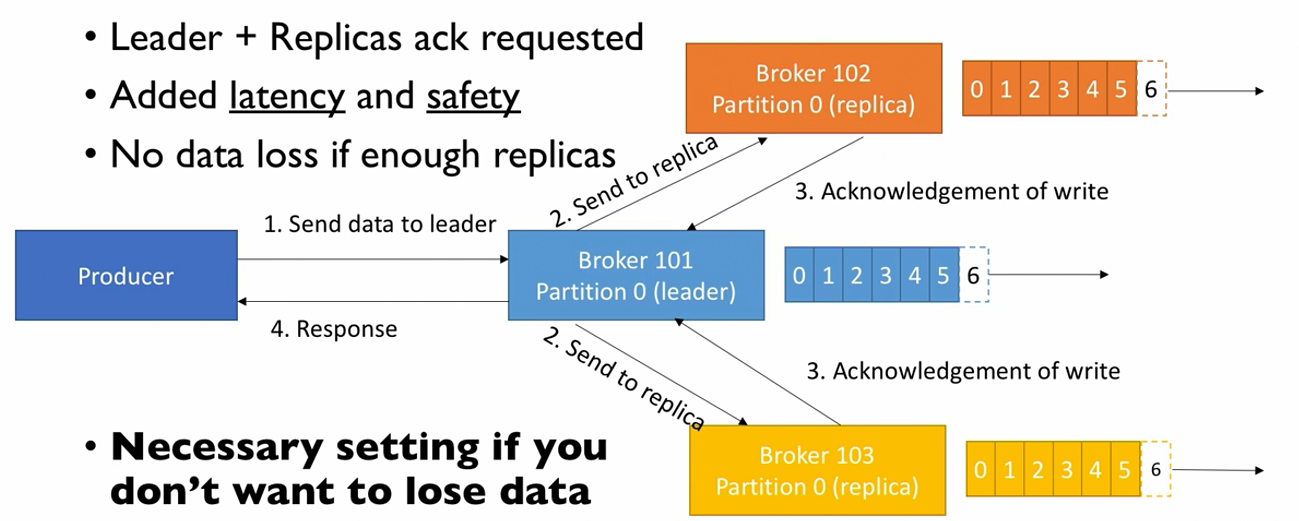 • Leader + Replicas ack requested
• Added latency and safety
• No data loss if enough replicas
Broker 102
Partition 0 (replica)
0 1 2 3 4 5 6
2. Send to replica
3. Acknowledgement of write
1. Send data to leader
Producer
Broker 101
Partition 0 (leader)
0 1 2 3 4 5 6
4. Response
2. Send to replica
3. Acknowledgement of write
• Necessary setting if you
don’t want to lose data
Broker 103
Partition 0 (replica)
0 1 2 3 4 5 6